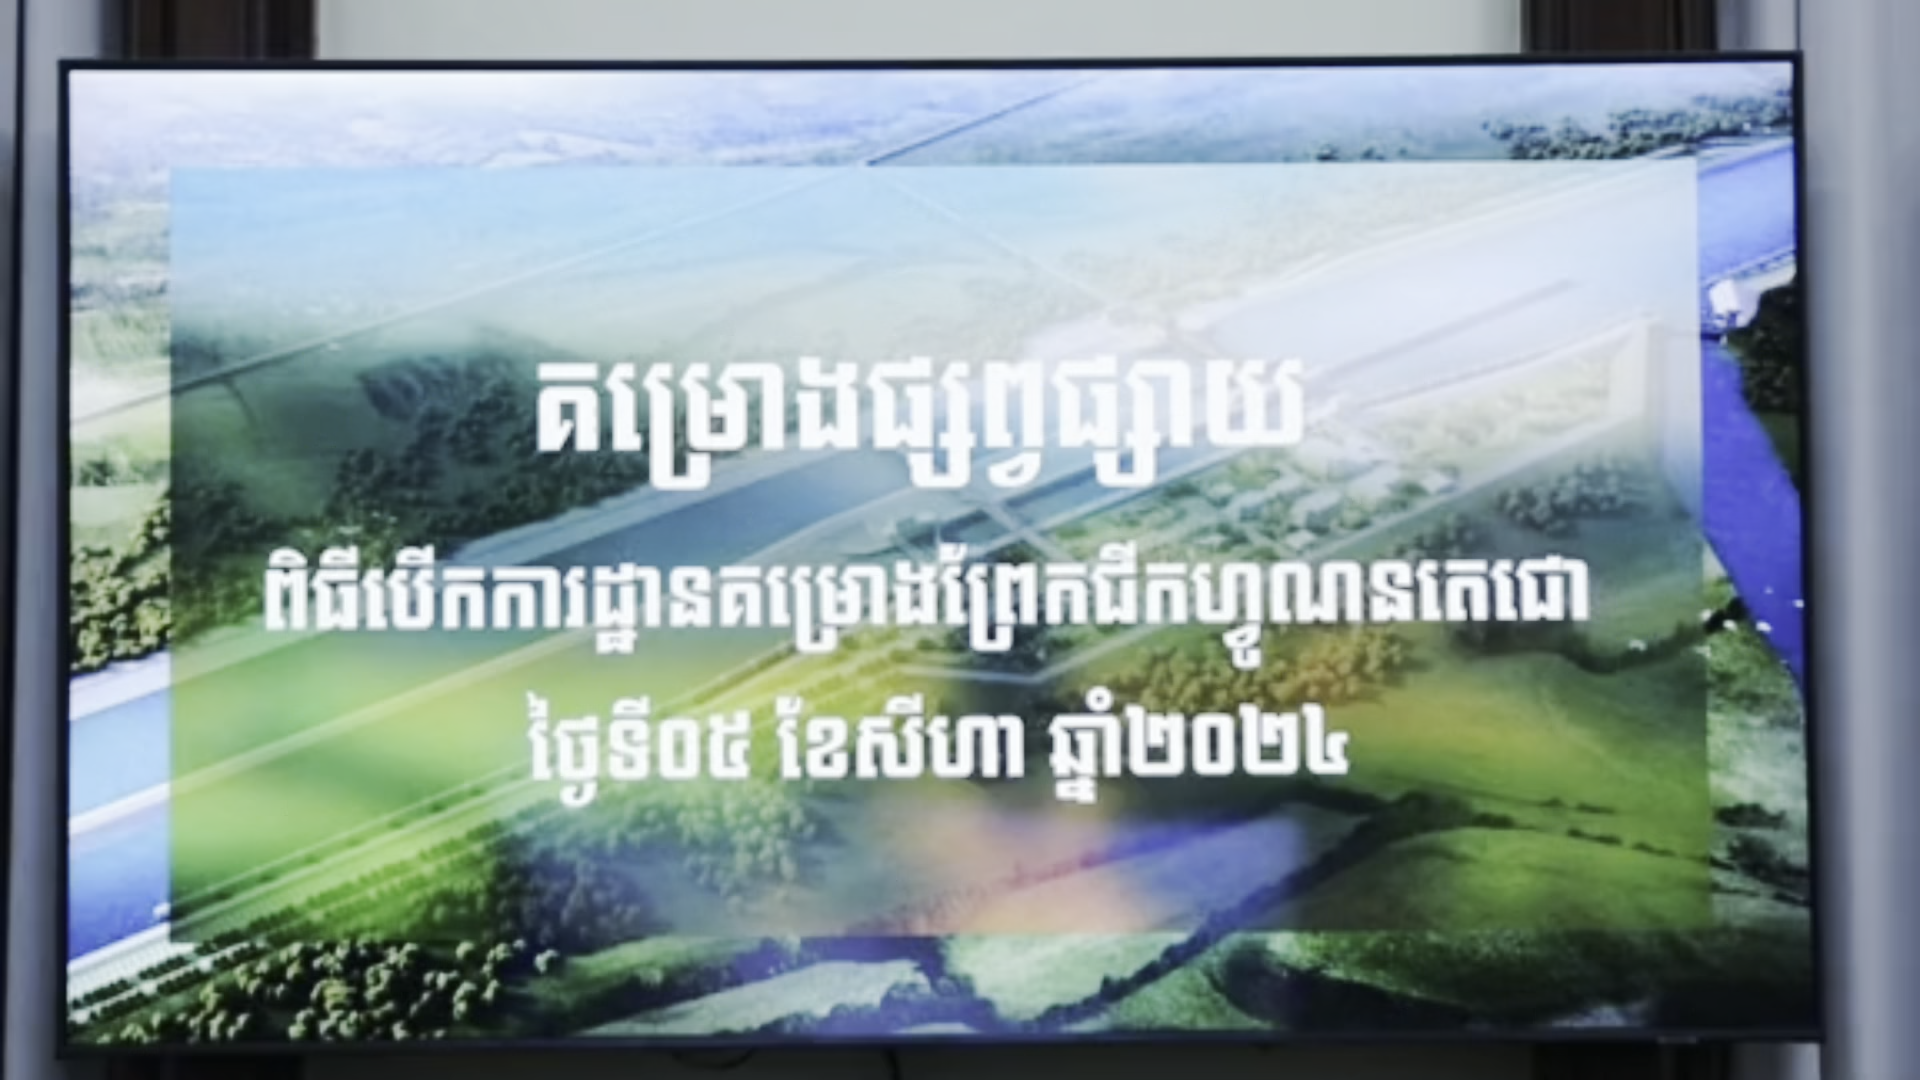 គម្រោងផ្សព្វផ្សាយ
ពិធីបើកការដ្ឋានគម្រោងព្រែកជីកហ្វូណនតេជោ
ថ្ងៃទី០៥ ខែសីហា ឆ្នាំ២០២៤